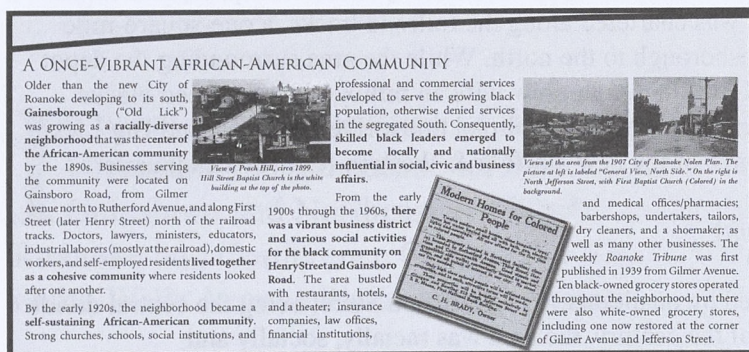 A ONCE-VIBRANT AFRICAN-AMERICAN COMMUNITY
Older than the new City of
Roanoke developing to its south,
Gainesborough ("Old Lick")
was growing as a racially-diverse
neighborhood that was the center of
the African-American community
by the 1890s. Businesses serving
the community were located on
Gainsboro Road, from Gilmer
Avenue north to Rutherford Avenue, and along First
Street (later Henry Street) north of the railroad
tracks. Doctors, lawyers, ministers, educators,
industrial laborers (mostly at the railroad), domestic
workers, and self-employed residents lived together
as a cohesive community where residents looked
after one another.
By the early 1920s, the neighborhood became a
self-sustaining African-American community.
Strong churches, schools, social institutions, and
View of Peach Hill, circa 1899.
Hill Street Baptist Church is the white
building at the top of the photo.
professional and commercial services
developed to serve the growing black
population, otherwise denied services
in the segregated South. Consequently,
skilled black leaders emerged to
become locally and nationally
influential in social, civic and business
affairs.
From the early
1900s through the 1960s, there
was a vibrant business district
and various social activities
for the black community on
Henry Street and Gainsboro
Road. The area bustled
with restaurants, hotels,
and a theater; insurance
companies, law offices,
financial institutions,
Modern Homes for Colored
People
C. H. BRADY, Owner
Views of the area from the 1907 City of Roanoke Nolen Plan. The
picture at left is labeled "General View, North Side." On the right is
North Jefferson Street, with First Baptist Church (Colored) in the
background.
and medical offices/pharmacies;
barbershops, undertakers, tailors,
dry cleaners, and a shoemaker; as
well as many other businesses. The
weekly Roanoke Tribune was first
published in 1939 from Gilmer Avenue.
Ten black-owned grocery stores operated
throughout the neighborhood, but there
were also white-owned grocery stores,
including one now restored at the corner
of Gilmer Avenue and Jefferson Street.